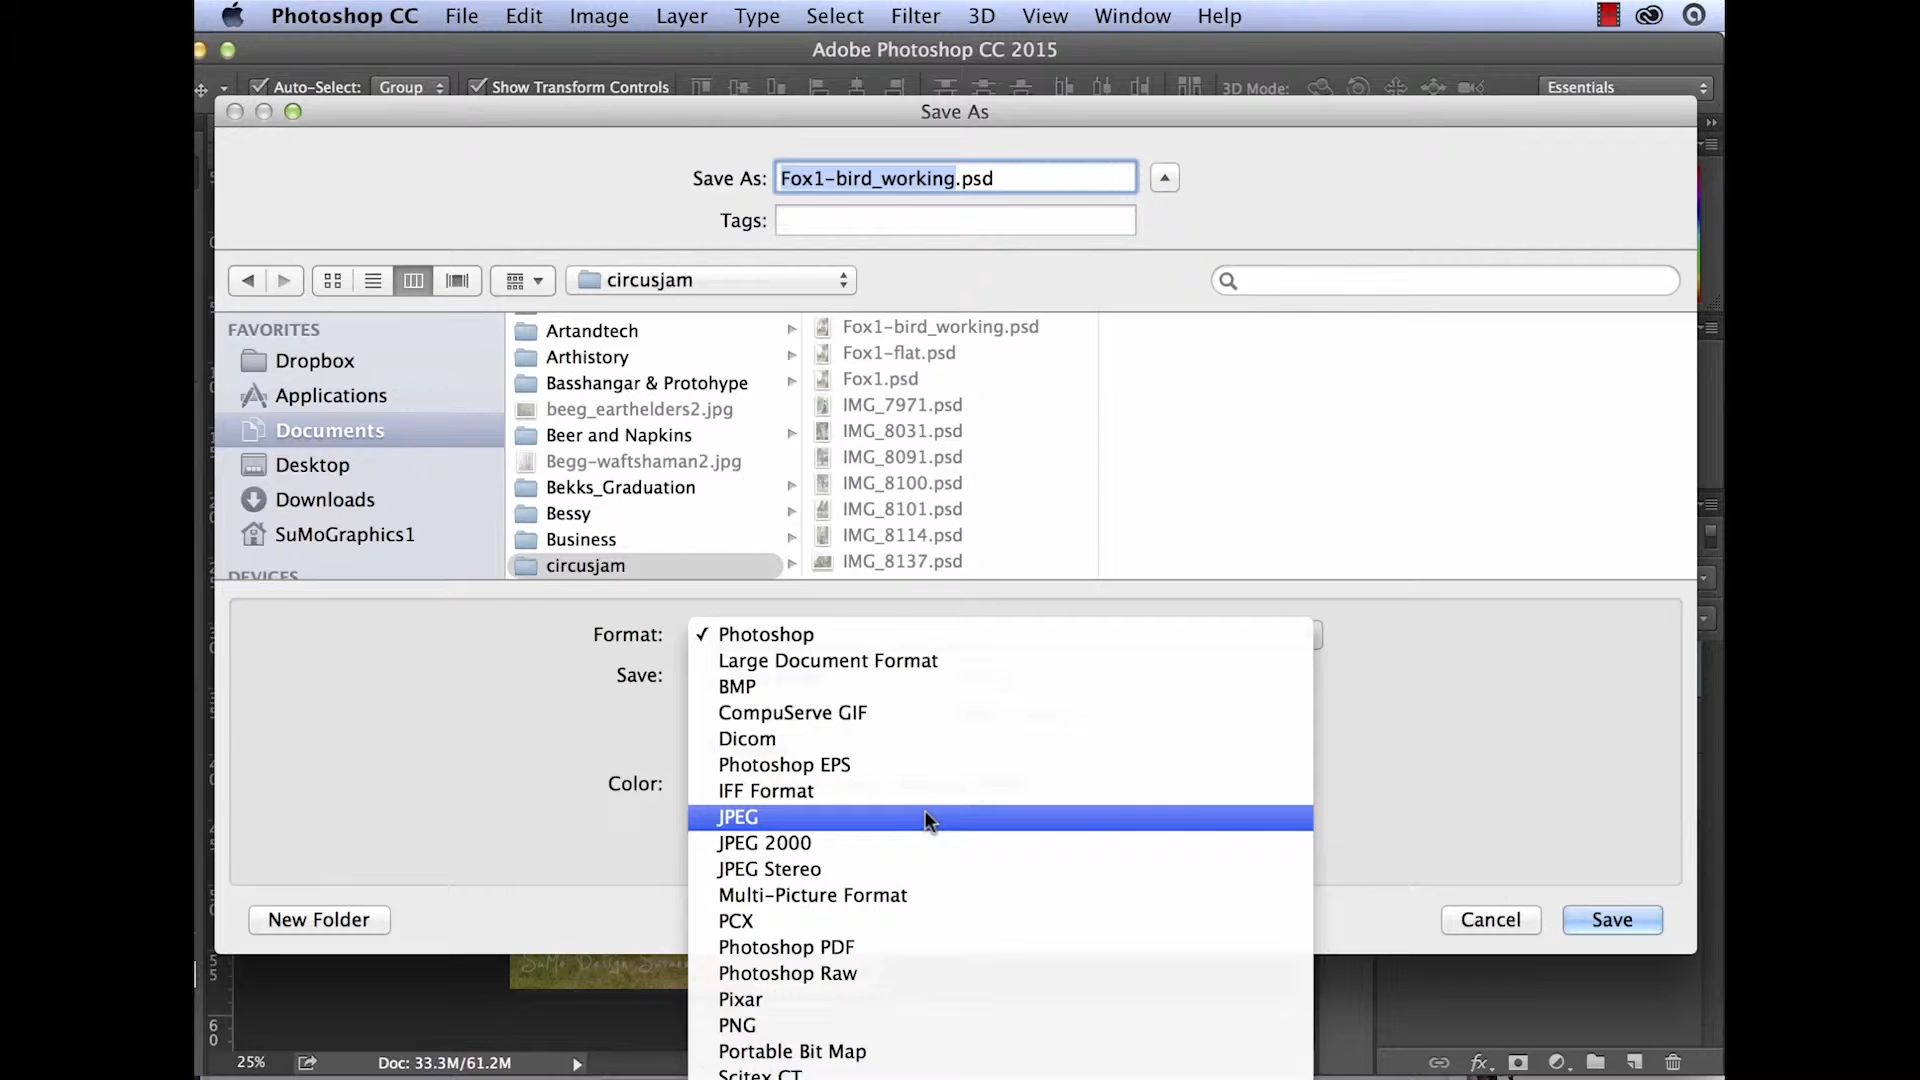 Photoshop CC File Edit Image Layer Type Select Filter 3D View Window Help
Adobe Photoshop CC 2015
Auto-Select: Group Show Transform Controls 3D Mode: Essentials
Save As
Save As: Fox1-bird_working.psd
Tags:
circusjam
FAVORITES
Dropbox
Applications
Documents
Desktop
Downloads
SuMoGraphics1
DEVICES
Artandtech
Arthistory
Basshangar & Protohype
beeg_earthelders2.jpg
Beer and Napkins
Begg-waftshaman2.jpg
Bekks_Graduation
Bessy
Business
circusjam
Fox1-bird_working.psd
Fox1-flat.psd
Fox1.psd
IMG_7971.psd
IMG_8031.psd
IMG_8091.psd
IMG_8100.psd
IMG_8101.psd
IMG_8114.psd
IMG_8137.psd
Format:
Save:
Color:
Photoshop
Large Document Format
BMP
CompuServe GIF
Dicom
Photoshop EPS
IFF Format
JPEG
JPEG 2000
JPEG Stereo
Multi-Picture Format
PCX
Photoshop PDF
Photoshop Raw
Pixar
PNG
Portable Bit Map
Scitex CT
New Folder Cancel Save
SuMo Design
25% Doc: 33.3M/61.2M
fx